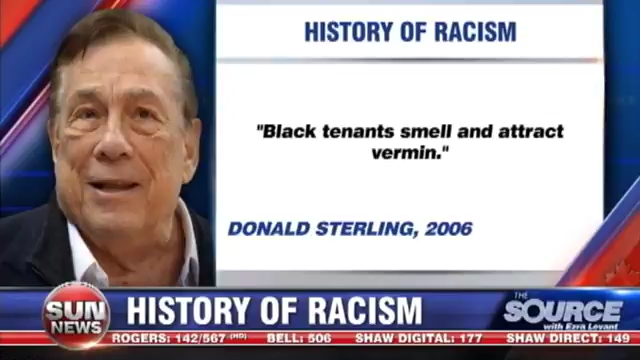 HISTORY OF RACISM
"Black tenants smell and attract
vermin."
DONALD STERLING, 2006
SUN
NEWS
HISTORY OF RACISM
THE
SOURCE
with Ezra Levant
ROGERS: 142/567 (HD) BELL: 506 SHAW DIGITAL: 177 SHAW DIRECT: 149